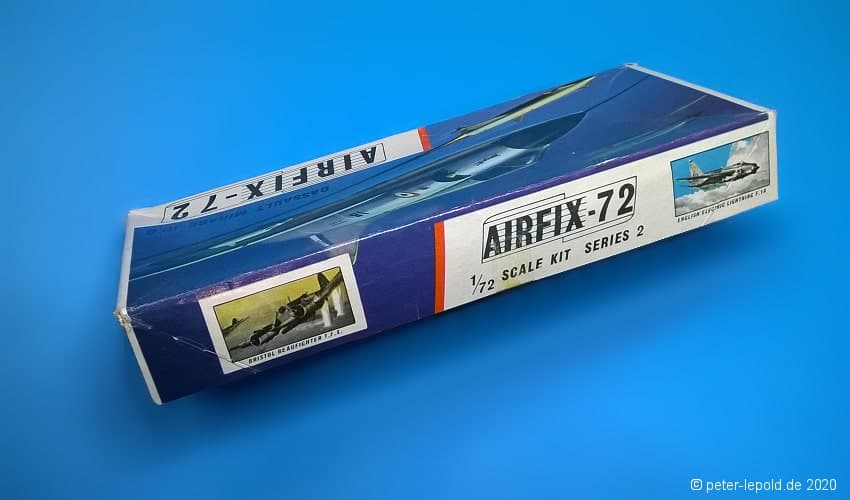 AIRFIX-72
DASSAULT MIRAGE
AIRFIX-72
1/72 SCALE KIT SERIES 2
ENGLISH ELECTRIC LIGHTNING F.1A
BRISTOL BEAUFIGHTER T.F.X.
© peter-lepold.de 2020